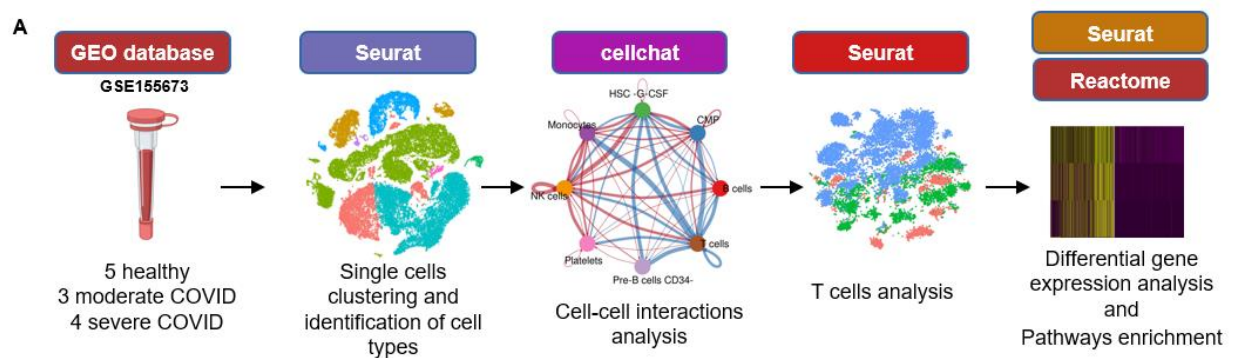 A
GEO database
GSE155673
5 healthy
3 moderate COVID
4 severe COVID
Seurat
Single cells
clustering and
identification of cell
types
cellchat
HSC -G-CSF
Monocytes
CMP
NK cells
B cells
Platelets
T cells
Pre-B cells CD34-
Cell-cell interactions
analysis
Seurat
T cells analysis
Seurat
Reactome
Differential gene
expression analysis
and
Pathways enrichment